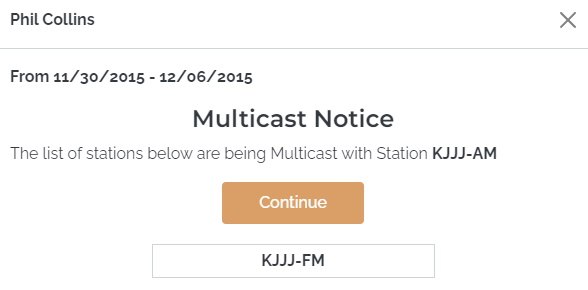 Phil Collins
From 11/30/2015 - 12/06/2015
Multicast Notice
The list of stations below are being Multicast with Station KJJJ-AM
Continue
KJJJ-FM